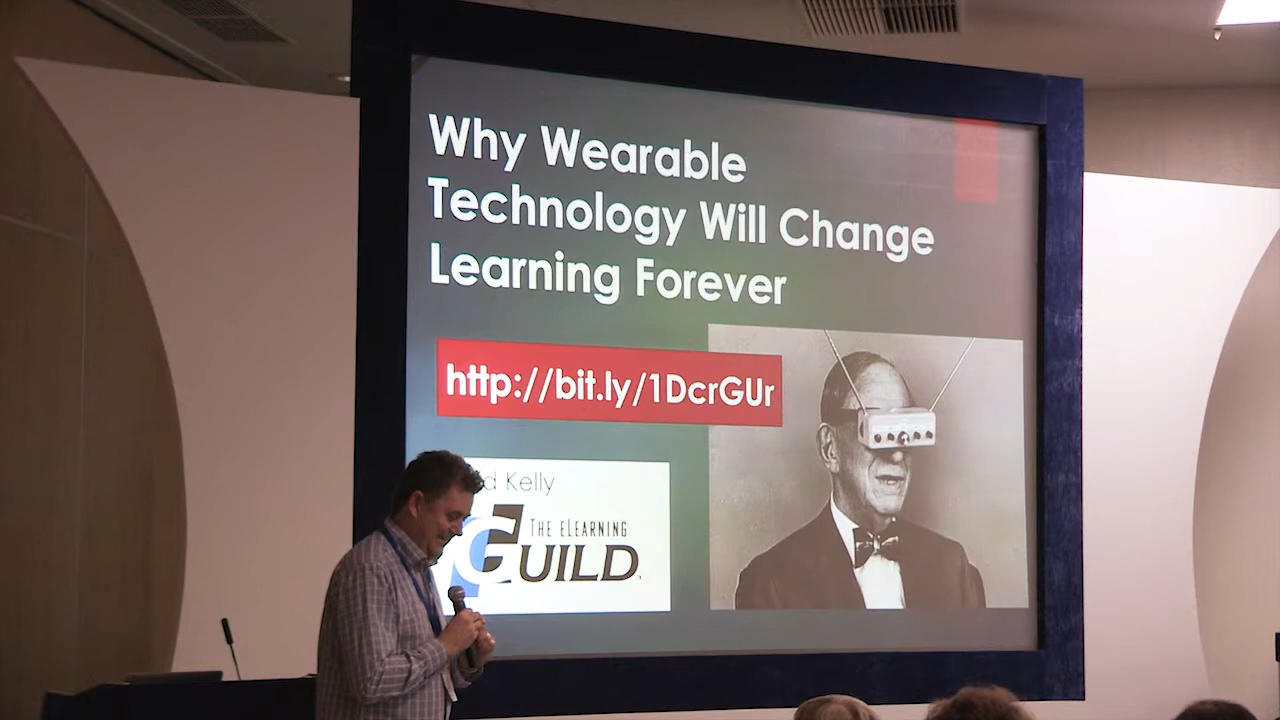 Why Wearable
Technology Will Change
Learning Forever
http://bit.ly/1DcrGUr
Kelly
THE ELEARNING
GUILD